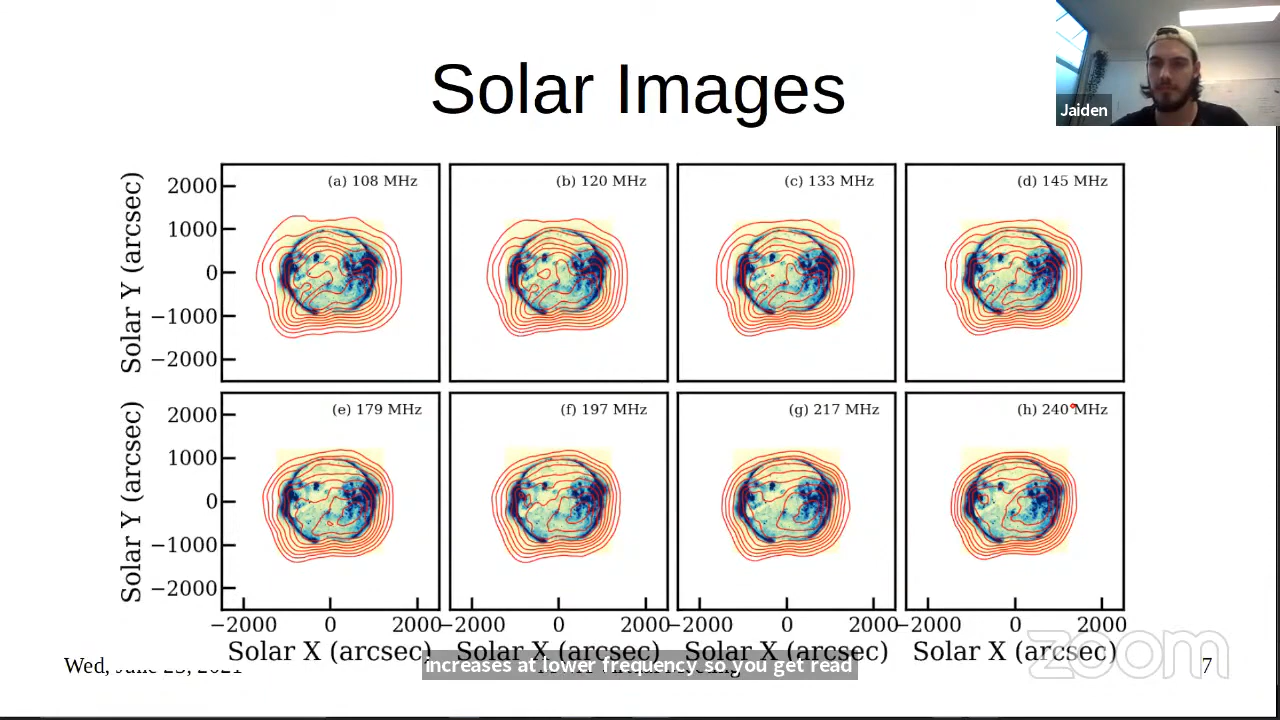 Solar Images
Jaiden
(a) 108 MHz
(b) 120 MHz
(c) 133 MHz
(d) 145 MHz
Solar Y (arcsec)
2000
1000
0
−1000
−2000
(e) 179 MHz
(f) 197 MHz
(g) 217 MHz
(h) 240 MHz
Solar Y (arcsec)
2000
1000
0
−1000
−2000
−2000 0 2000
−2000 0 2000
−2000 0 2000
−2000 0 2000
Solar X (arcsec)
Solar X (arcsec)
Solar X (arcsec)
Solar X (arcsec)
Wed,
increases at lower frequency so you get read
zoom
7